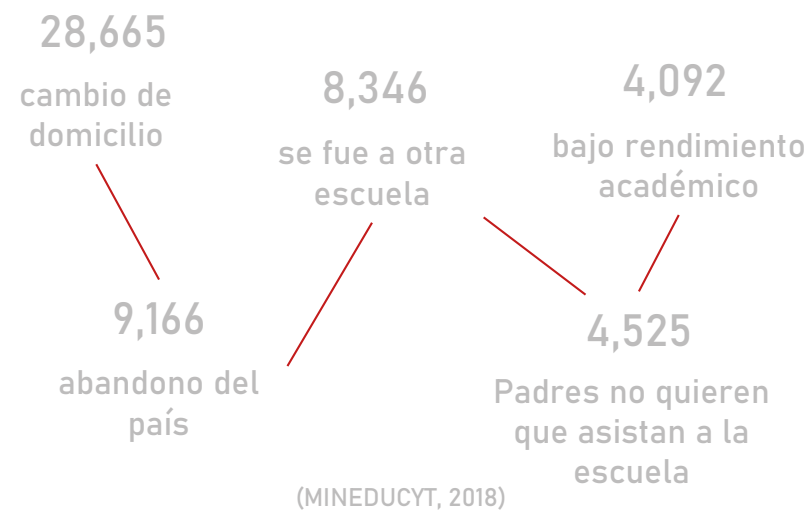 28,665
cambio de
domicilio
9,166
abandono del
país
8,346
se fue a otra
escuela
4,525
Padres no quieren
que asistan a la
escuela
4,092
bajo rendimiento
académico
(MINEDUCYT, 2018)